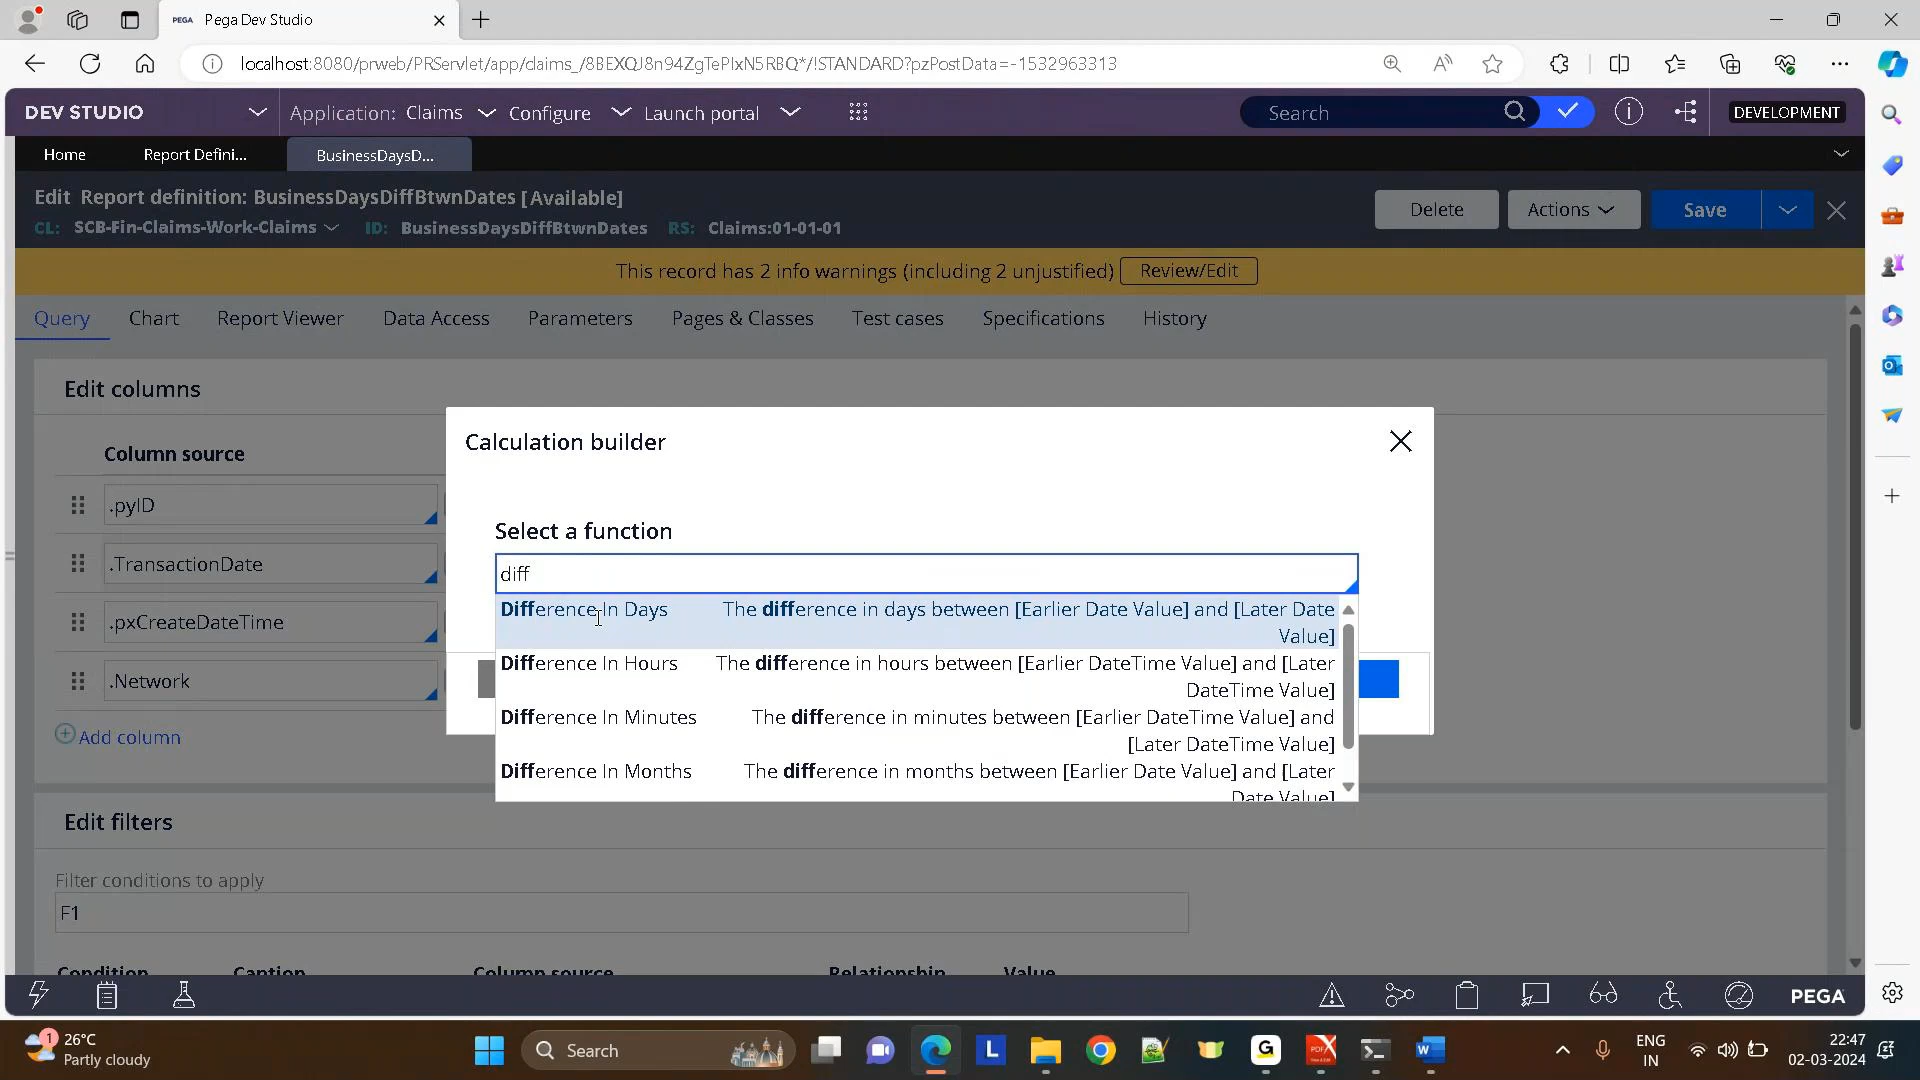 PEGA Pega Dev Studio
localhost:8080/prweb/PRServlet/app/claims_/8BEXQJ8n94ZgTePIxN5RBQ*/!STANDARD?pzPostData=-1532963313
DEV STUDIO Application: Claims Configure Launch portal Search DEVELOPMENT
Home Report Defini... BusinessDaysD...
Edit Report definition: BusinessDaysDiffBtwnDates [Available]
CL: SCB-Fin-Claims-Work-Claims ID: BusinessDaysDiffBtwnDates RS: Claims:01-01-01
Delete Actions Save
This record has 2 info warnings (including 2 unjustified) Review/Edit
Query Chart Report Viewer Data Access Parameters Pages & Classes Test cases Specifications History
Edit columns
Column source
.pyID
.TransactionDate
.pxCreateDateTime
.Network
Add column
Calculation builder
Select a function
diff
Difference In Days The difference in days between [Earlier Date Value] and [Later Date
Value]
Difference In Hours The difference in hours between [Earlier DateTime Value] and [Later
DateTime Value]
Difference In Minutes The difference in minutes between [Earlier DateTime Value] and
[Later DateTime Value]
Difference In Months The difference in months between [Earlier Date Value] and [Later
Date Value]
Edit filters
Filter conditions to apply
F1
Condition Caption Column source Relationship Value
PEGA
1
26°C
Partly cloudy
Search
ENG
IN
22:47
02-03-2024